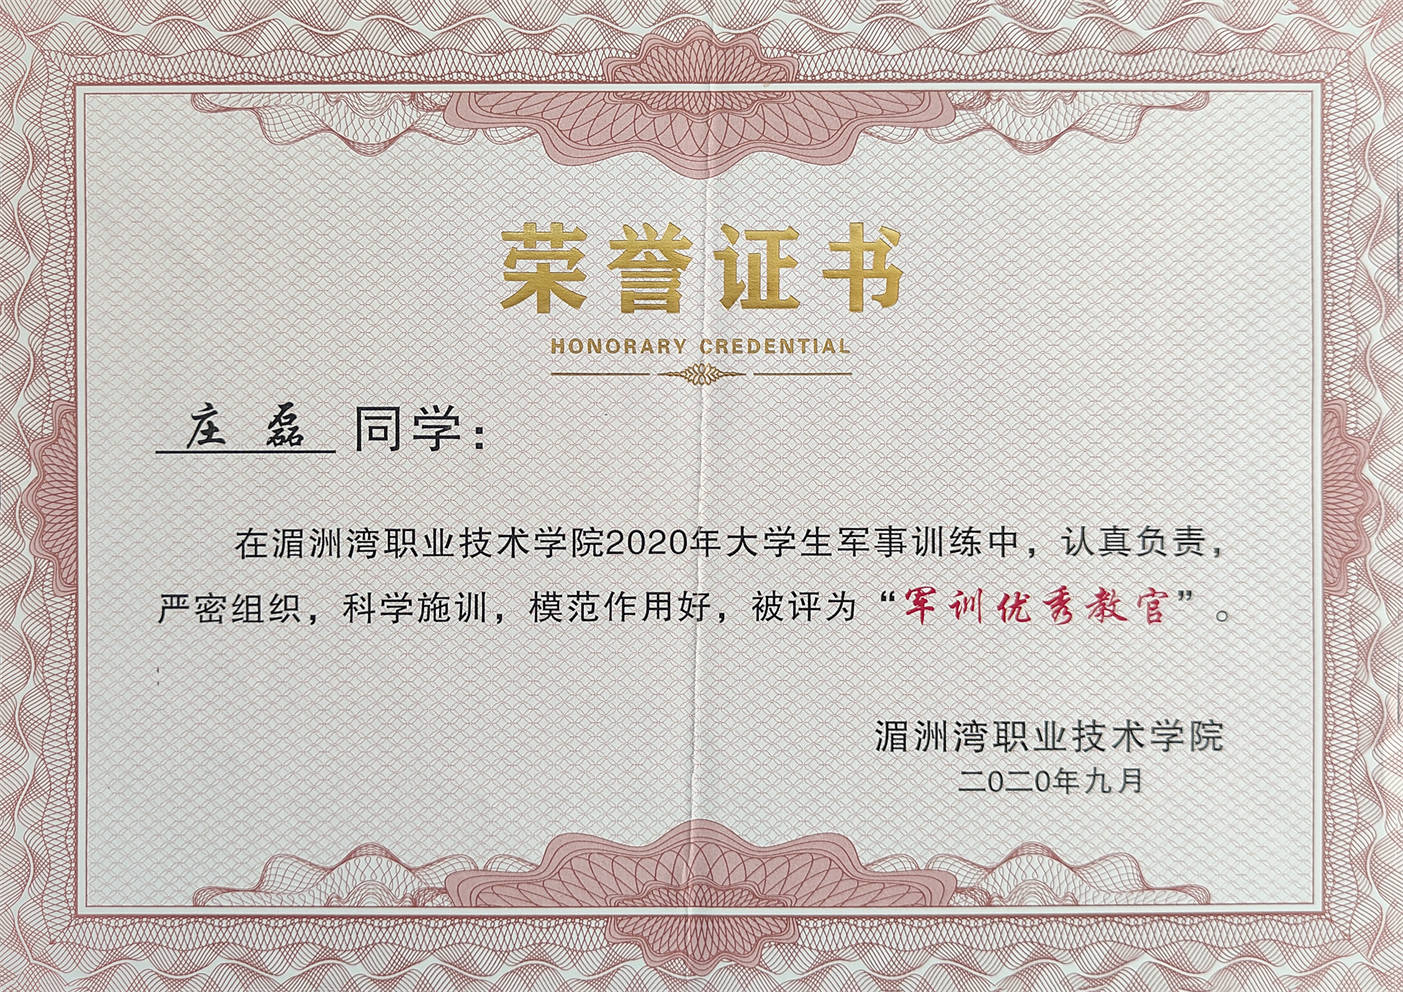 荣誉证书
HONORARY CREDENTIAL
庄 磊 同学：
在湄洲湾职业技术学院2020年大学生军事训练中，认真负责，
严密组织，科学施训，模范作用好，被评为“军训优秀教官”。
湄洲湾职业技术学院
二〇二〇年九月